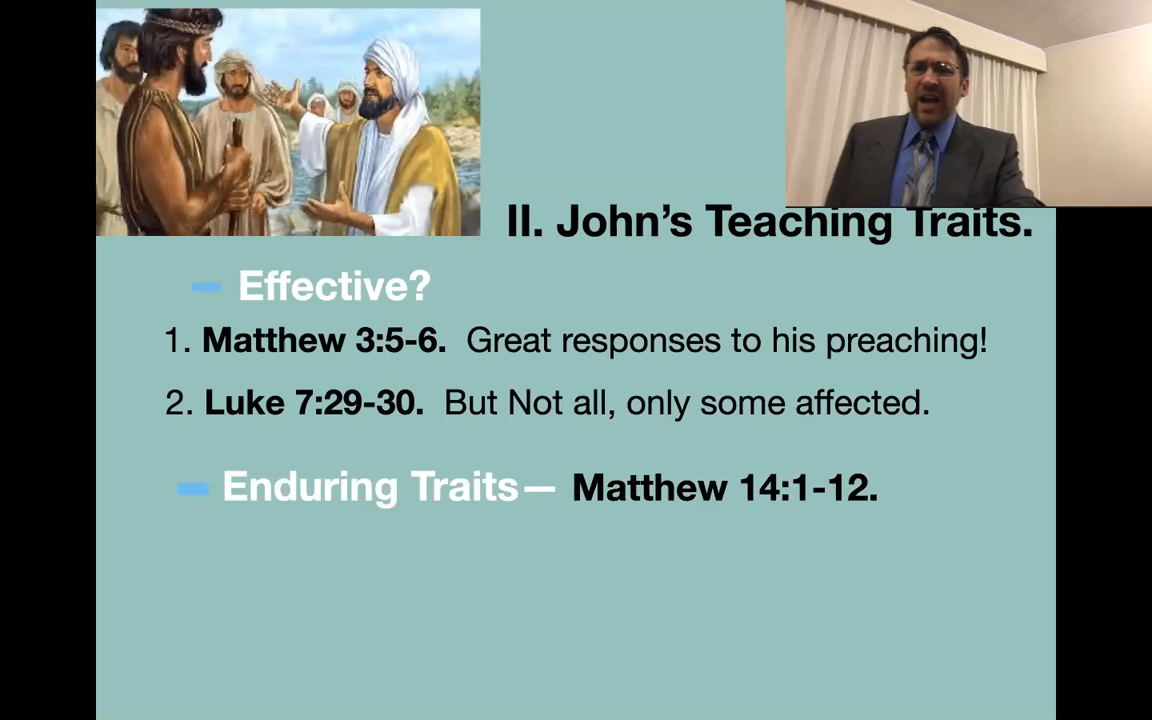 II. John’s Teaching Traits.
– Effective?
1. Matthew 3:5-6. Great responses to his preaching!
2. Luke 7:29-30. But Not all, only some affected.
– Enduring Traits— Matthew 14:1-12.